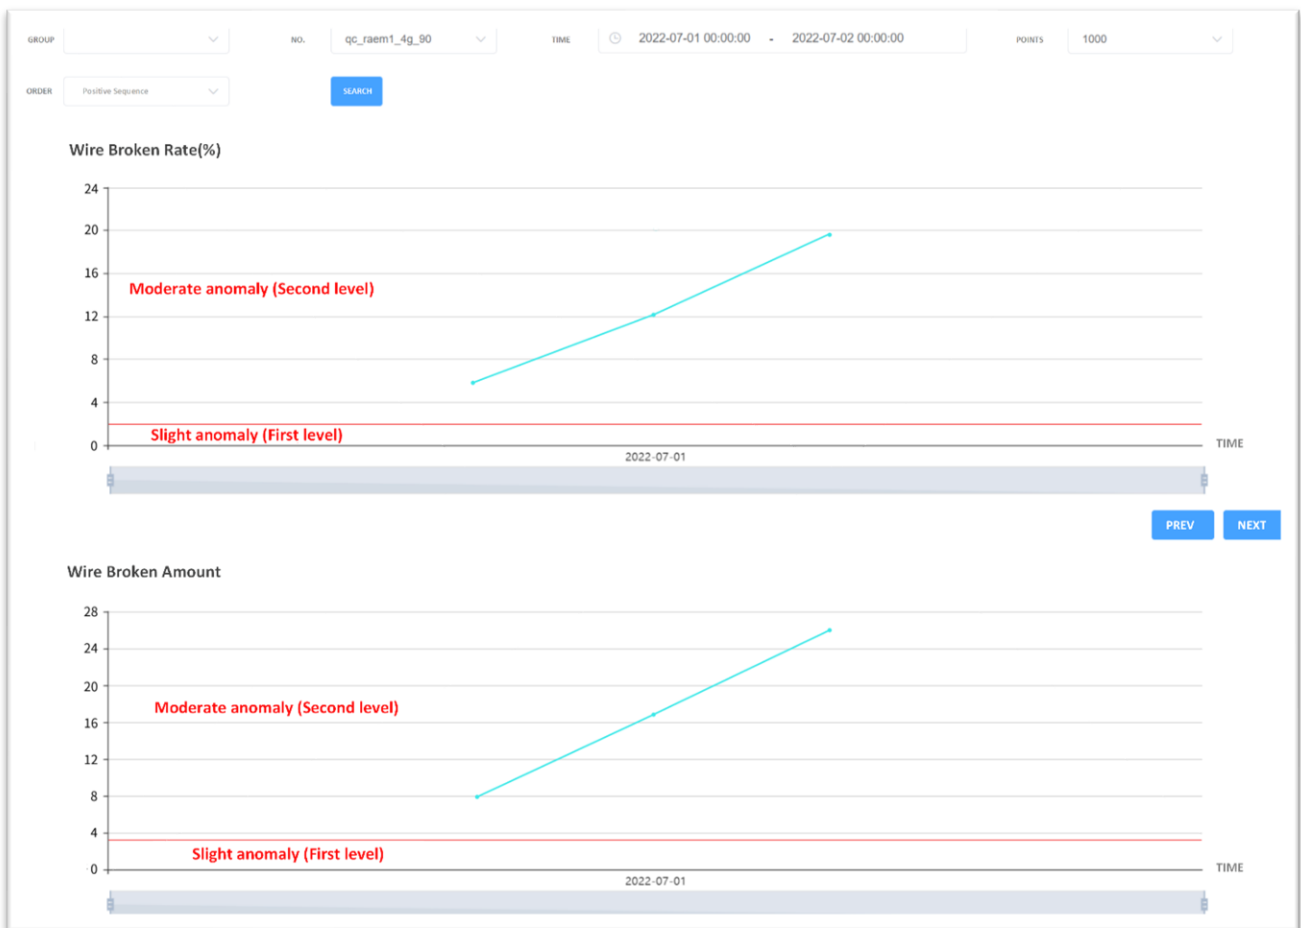 GROUP NO. qc_raem1_4g_90 TIME 2022-07-01 00:00:00 - 2022-07-02 00:00:00 POINTS 1000
ORDER Positive Sequence SEARCH
Wire Broken Rate(%)
24
20
16
Moderate anomaly (Second level)
12
8
4
Slight anomaly (First level)
0
TIME
2022-07-01
PREV NEXT
Wire Broken Amount
28
24
20
Moderate anomaly (Second level)
16
12
8
4
Slight anomaly (First level)
0
TIME
2022-07-01